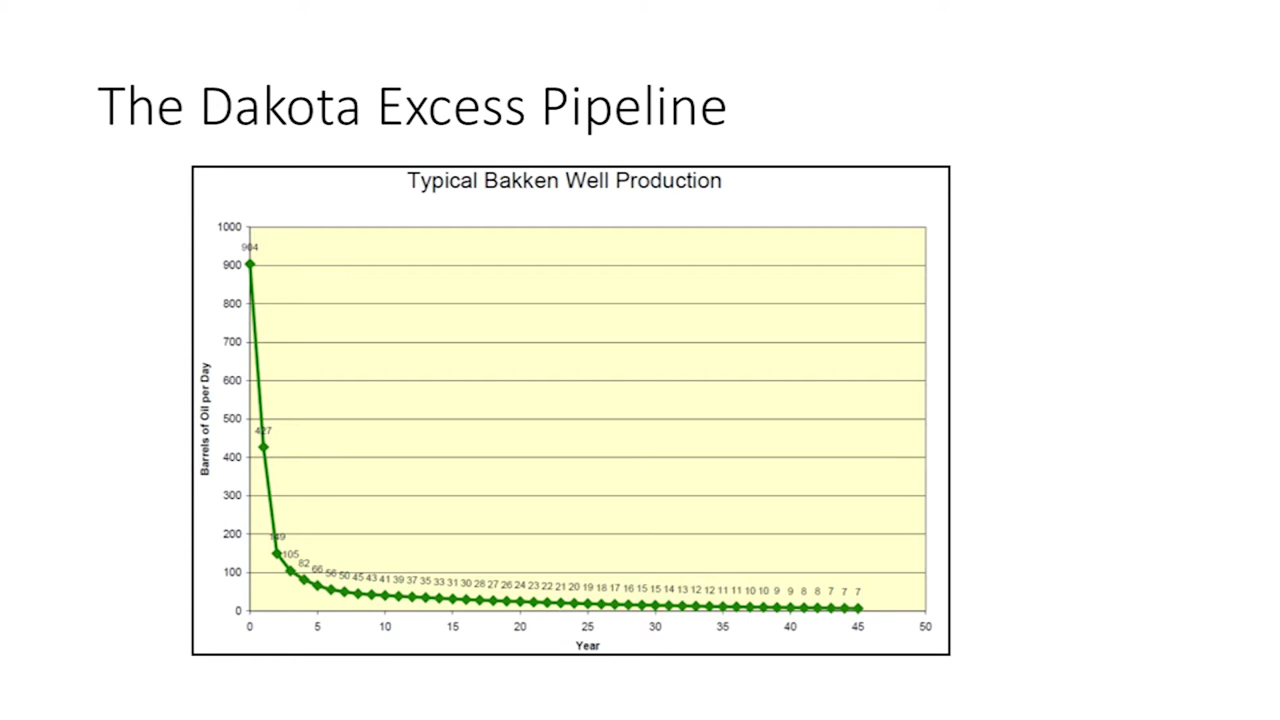 The Dakota Excess Pipeline
Typical Bakken Well Production
1000
904
900
800
700
600
500
427
400
300
200
149
105
82
66 56 50 45 43 41 39 37 35 33 31 30 28 27 26 24 23 22 21 20 19 18 17 16 15 15 14 13 12 12 11 11 10 10 9 9 8 8 7 7 7
100
0
0 5 10 15 20 25 30 35 40 45 50
Barrels of Oil per Day
Year